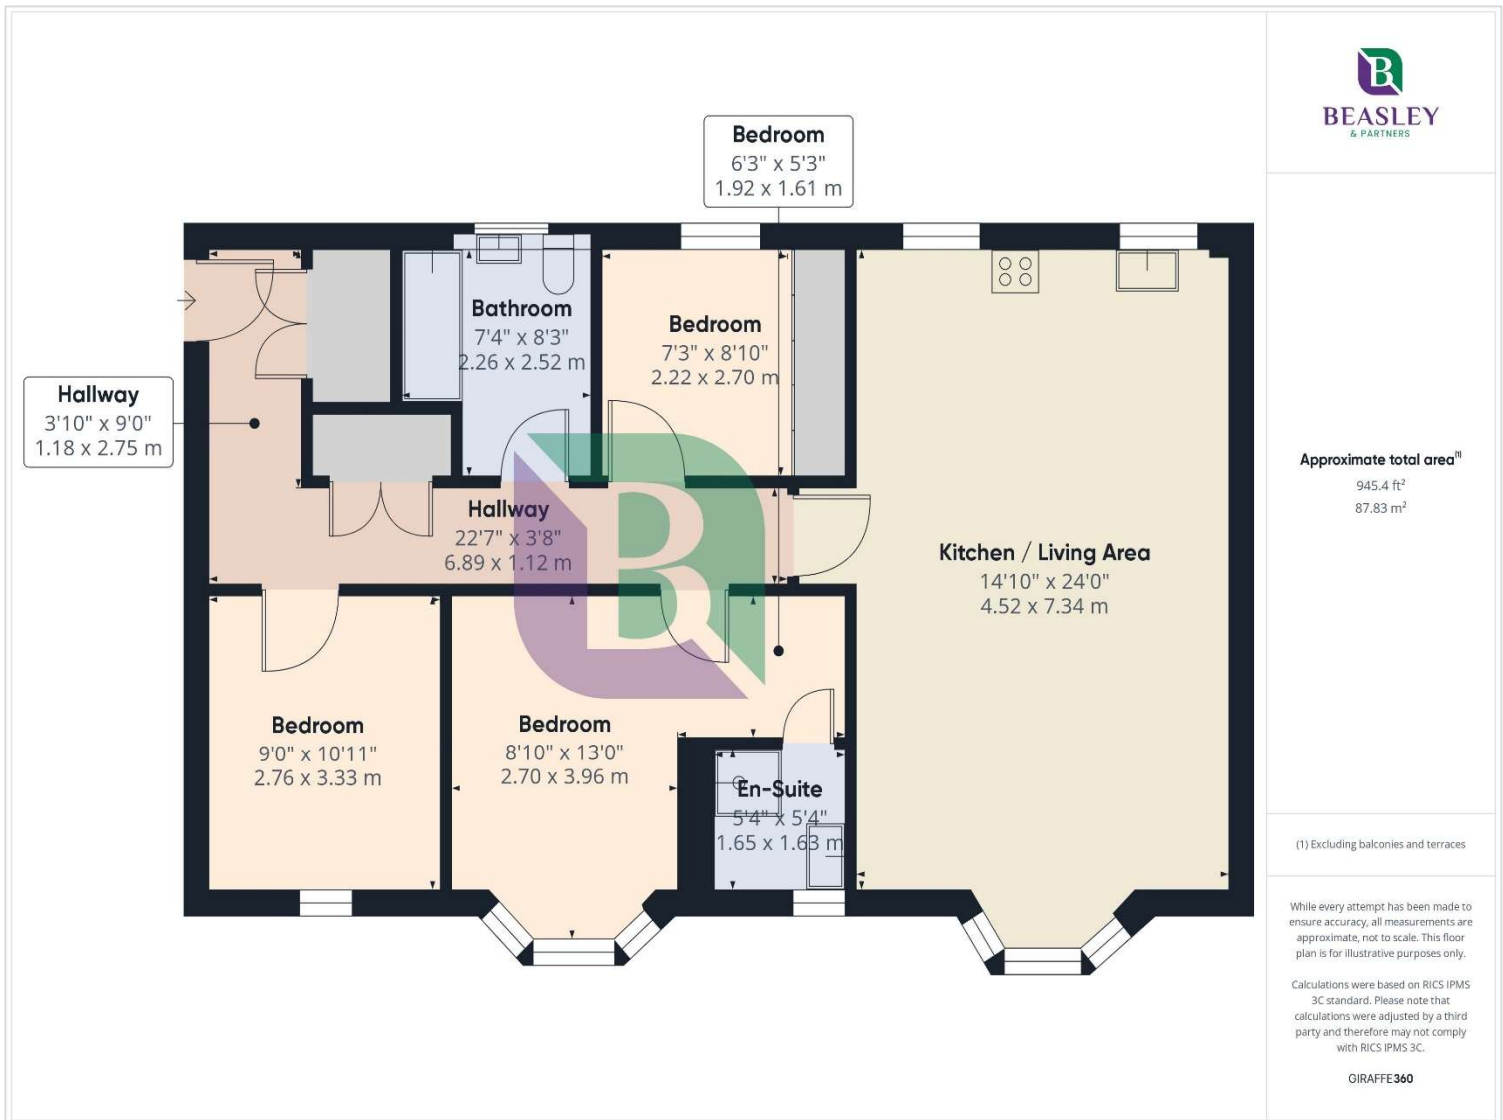 BEASLEY
& PARTNERS
Bedroom
6'3" x 5'3"
1.92 x 1.61 m
Bathroom
7'4" x 8'3"
2.26 x 2.52 m
Bedroom
7'3" x 8'10"
2.22 x 2.70 m
Hallway
3'10" x 9'0"
1.18 x 2.75 m
Hallway
22'7" x 3'8"
6.89 x 1.12 m
Kitchen / Living Area
14'10" x 24'0"
4.52 x 7.34 m
Bedroom
9'0" x 10'11"
2.76 x 3.33 m
Bedroom
8'10" x 13'0"
2.70 x 3.96 m
En-Suite
5'4" x 5'4"
1.65 x 1.63 m
Approximate total area⁽¹⁾
945.4 ft²
87.83 m²
(1) Excluding balconies and terraces
While every attempt has been made to
ensure accuracy, all measurements are
approximate, not to scale. This floor
plan is for illustrative purposes only.
Calculations were based on RICS IPMS
3C standard. Please note that
calculations were adjusted by a third
party and therefore may not comply
with RICS IPMS 3C.
GIRAFFE360